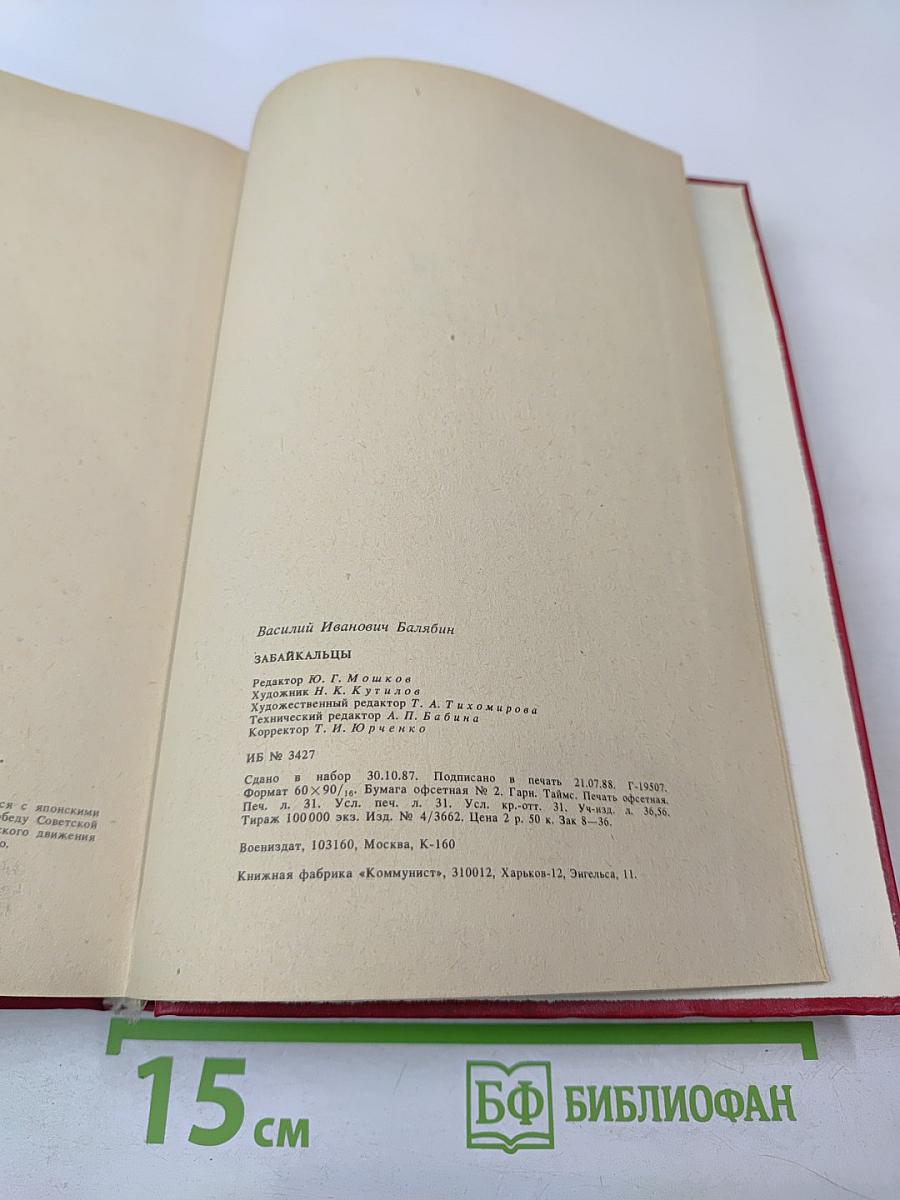 ся с японскими
обеду Советской
ского движения
о.
Василий Иванович Балябин
ЗАБАЙКАЛЬЦЫ
Редактор Ю. Г. Мошков
Художник Н. К. Кутилов
Художественный редактор Т. А. Тихомирова
Технический редактор А. П. Бабина
Корректор Т. И. Юрченко
ИБ № 3427
Сдано в набор 30.10.87. Подписано в печать 21.07.88. Г-19507.
Формат 60×90/16. Бумага офсетная № 2. Гарн. Таймс. Печать офсетная.
Печ. л. 31. Усл. печ. л. 31. Усл. кр.-отт. 31. Уч-изд. л. 36,56.
Тираж 100 000 экз. Изд. № 4/3662. Цена 2 р. 50 к. Зак 8—36.
Воениздат, 103160, Москва, К-160
Книжная фабрика «Коммунист», 310012, Харьков-12, Энгельса, 11.
15 см
БФ БИБЛИОФАН